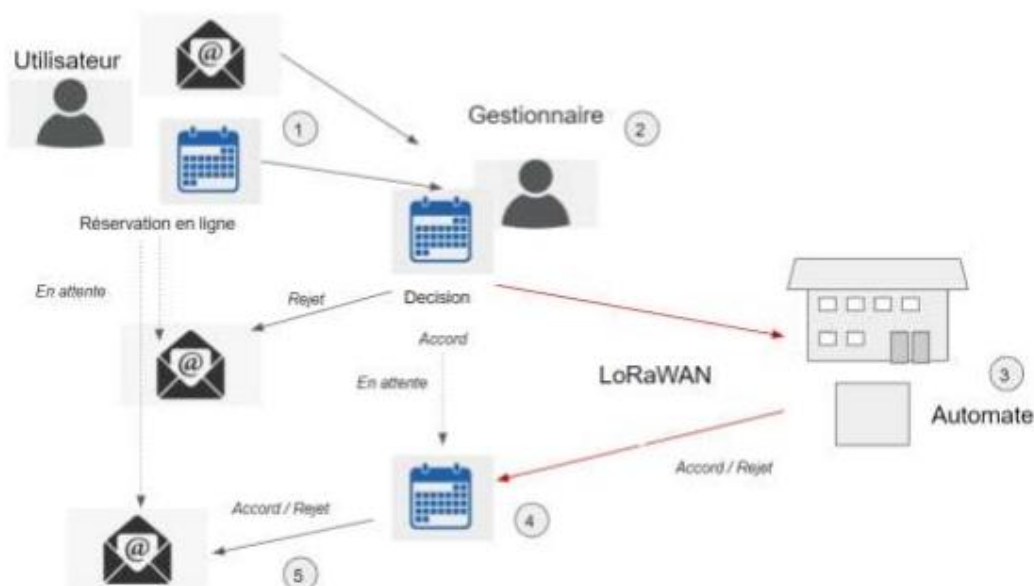 Utilisateur
@
1
Gestionnaire
2
Réservation en ligne
En attente
Rejet
Décision
@
Accord
En attente
LoRaWAN
3
Automate
Accord / Rejet
Accord / Rejet
4
@
5